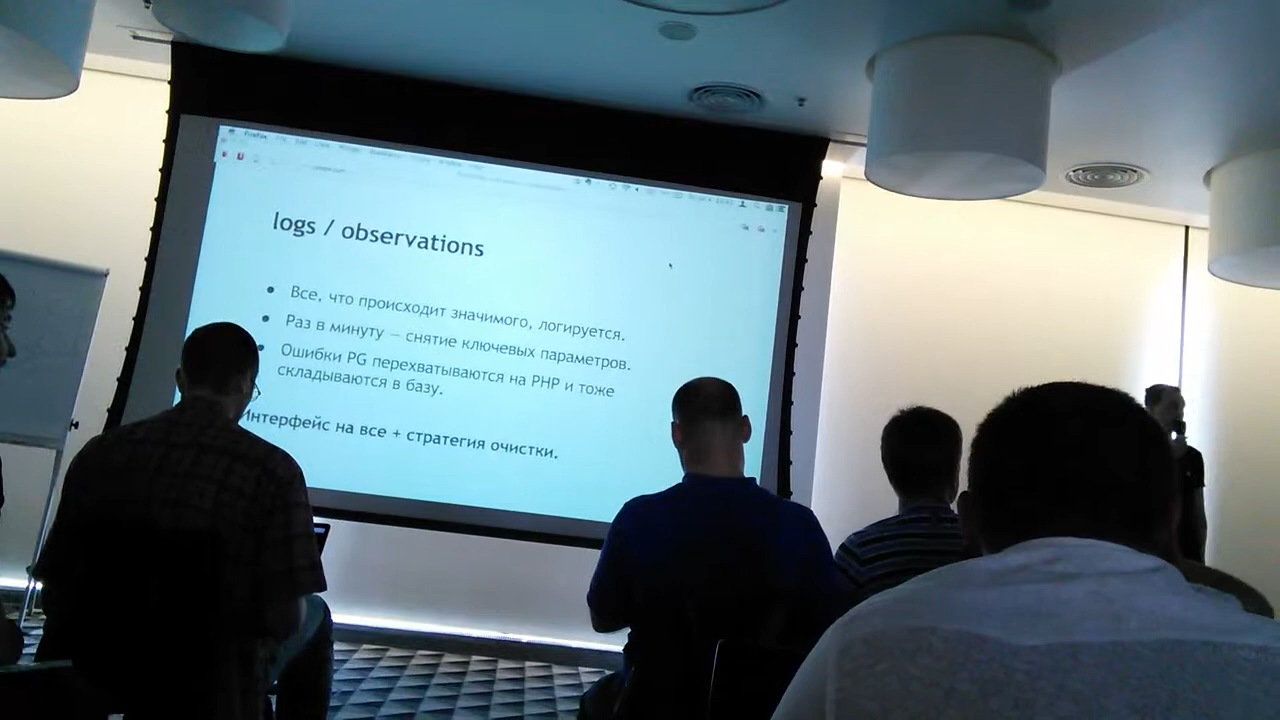 Firefox
logs / observations
Все, что происходит значимого, логируется.
Раз в минуту — снятие ключевых параметров.
Ошибки PG перехватываются на PHP и тоже
складываются в базу.
Интерфейс на все + стратегия очистки.